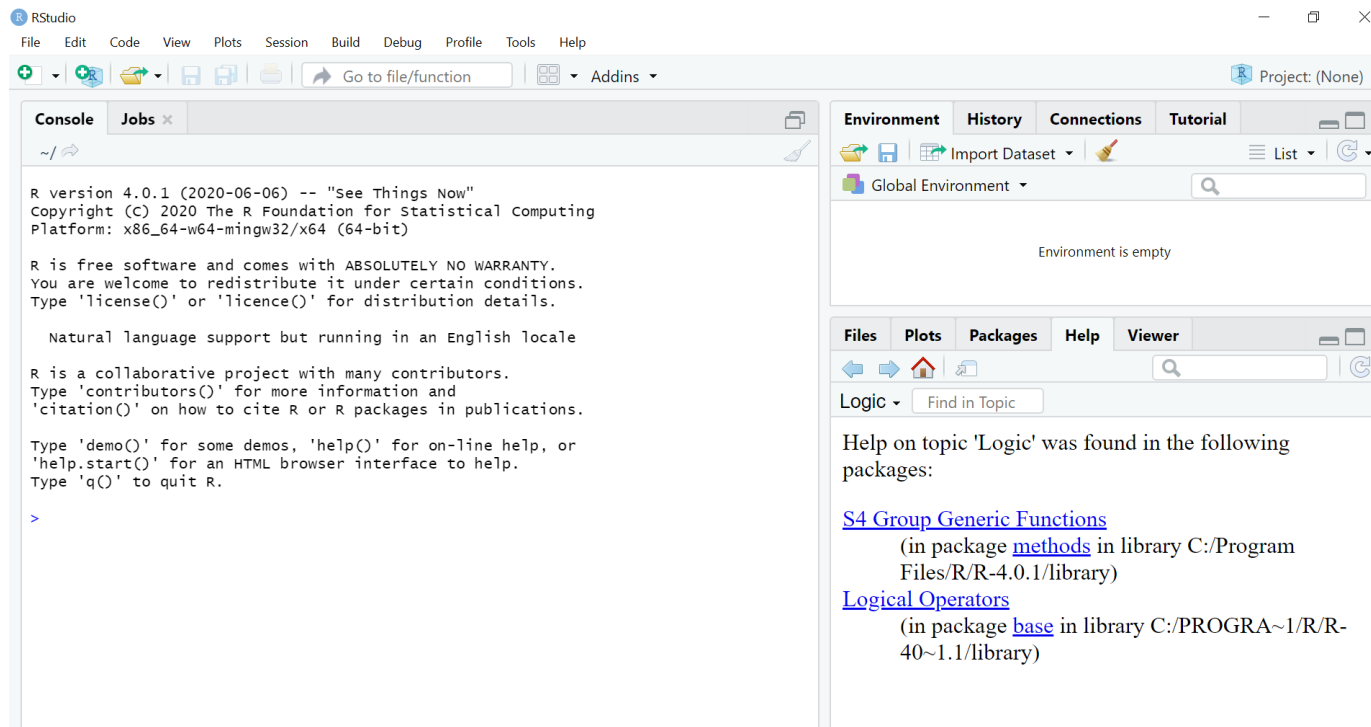 R RStudio
File Edit Code View Plots Session Build Debug Profile Tools Help
R Go to file/function Addins R Project: (None)
Console Jobs
~/
R version 4.0.1 (2020-06-06) -- "See Things Now"
Copyright (C) 2020 The R Foundation for Statistical Computing
Platform: x86_64-w64-mingw32/x64 (64-bit)
R is free software and comes with ABSOLUTELY NO WARRANTY.
You are welcome to redistribute it under certain conditions.
Type 'license()' or 'licence()' for distribution details.
Natural language support but running in an English locale
R is a collaborative project with many contributors.
Type 'contributors()' for more information and
'citation()' on how to cite R or R packages in publications.
Type 'demo()' for some demos, 'help()' for on-line help, or
'help.start()' for an HTML browser interface to help.
Type 'q()' to quit R.
>
Environment History Connections Tutorial
Import Dataset List
Global Environment
Environment is empty
Files Plots Packages Help Viewer
Logic Find in Topic
Help on topic 'Logic' was found in the following
packages:
S4 Group Generic Functions
(in package methods in library C:/Program
Files/R/R-4.0.1/library)
Logical Operators
(in package base in library C:/PROGRA~1/R/R-
40~1.1/library)